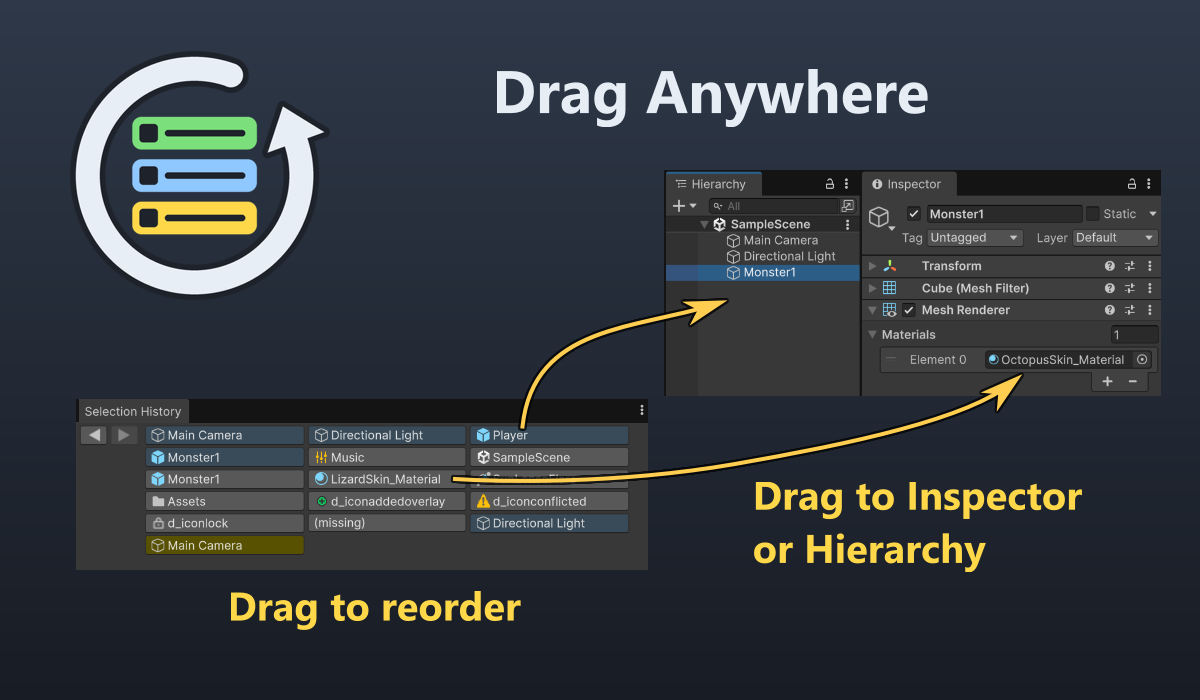 Drag Anywhere
Hierarchy
All
SampleScene
Main Camera
Directional Light
Monster1
Inspector
Monster1
Static
Tag Untagged Layer Default
Transform
Cube (Mesh Filter)
Mesh Renderer
Materials 1
Element 0 OctopusSkin_Material
Selection History
Main Camera Directional Light Player
Monster1 Music SampleScene
Monster1 LizardSkin_Material
Assets d_iconaddedoverlay d_iconconflicted
d_iconlock (missing) Directional Light
Main Camera
Drag to Inspector
or Hierarchy
Drag to reorder